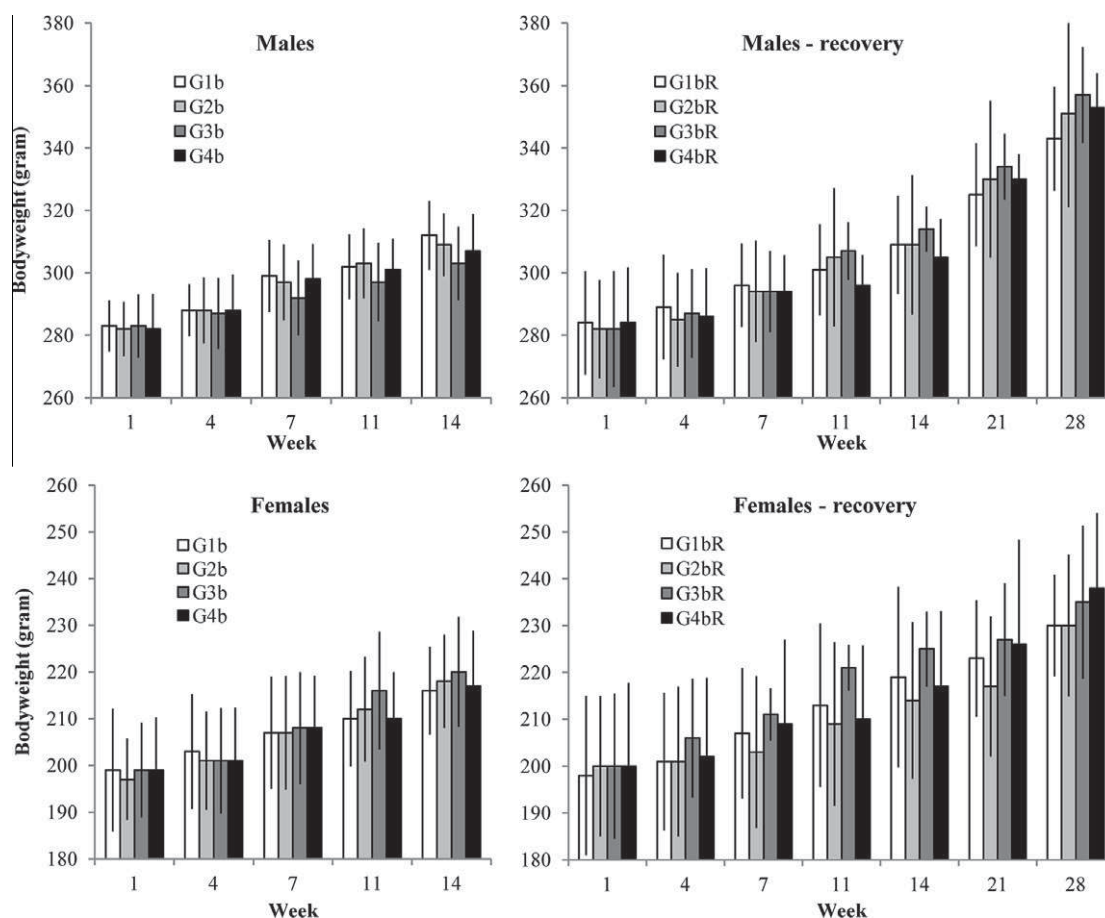 Males
G1b
G2b
G3b
G4b
Bodyweight (gram)
380
360
340
320
300
280
260
1 4 7 11 14
Week
Males - recovery
G1bR
G2bR
G3bR
G4bR
380
360
340
320
300
280
260
1 4 7 11 14 21 28
Week
Females
G1b
G2b
G3b
G4b
Bodyweight (gram)
260
250
240
230
220
210
200
190
180
1 4 7 11 14
Week
Females - recovery
G1bR
G2bR
G3bR
G4bR
260
250
240
230
220
210
200
190
180
1 4 7 11 14 21 28
Week